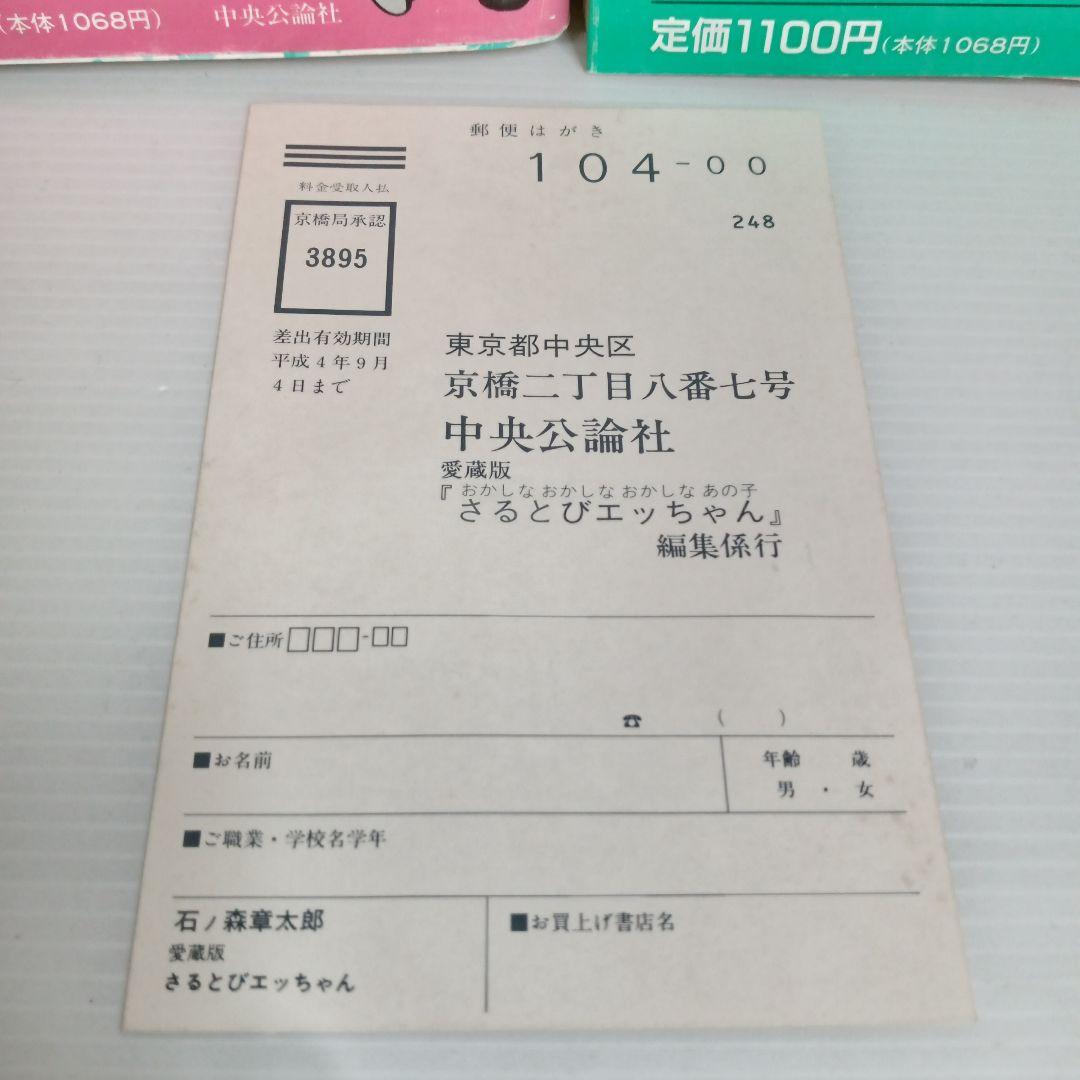 (本体1068円) 中央公論社
定価1100円(本体1068円)
郵便はがき
104-00
248
料金受取人払
京橋局承認
3895
差出有効期間
平成4年9月
4日まで
東京都中央区
京橋二丁目八番七号
中央公論社
愛蔵版
おかしな おかしな おかしな あの子
『さるとびエッちゃん』
編集係行
■ご住所□□□-□□
☎ ( )
■お名前
年齢 歳
男・女
■ご職業・学校名学年
石ノ森章太郎
愛蔵版
さるとびエッちゃん
■お買上げ書店名